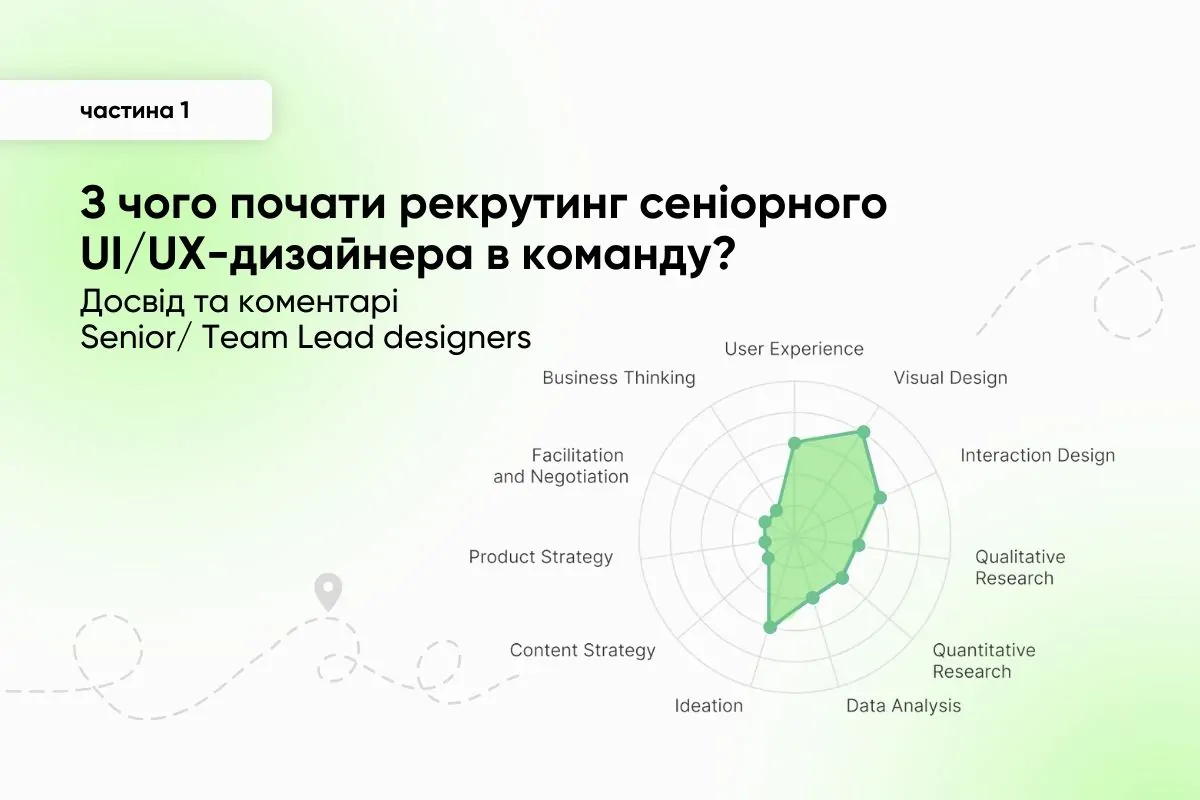 частина 1
З чого почати рекрутинг сеніорного
UI/UX-дизайнера в команду?
Досвід та коментарі
Senior/ Team Lead designers
User Experience
Business Thinking
Visual Design
Facilitation
and Negotiation
Interaction Design
Product Strategy
Qualitative
Research
Content Strategy
Quantitative
Research
Ideation
Data Analysis